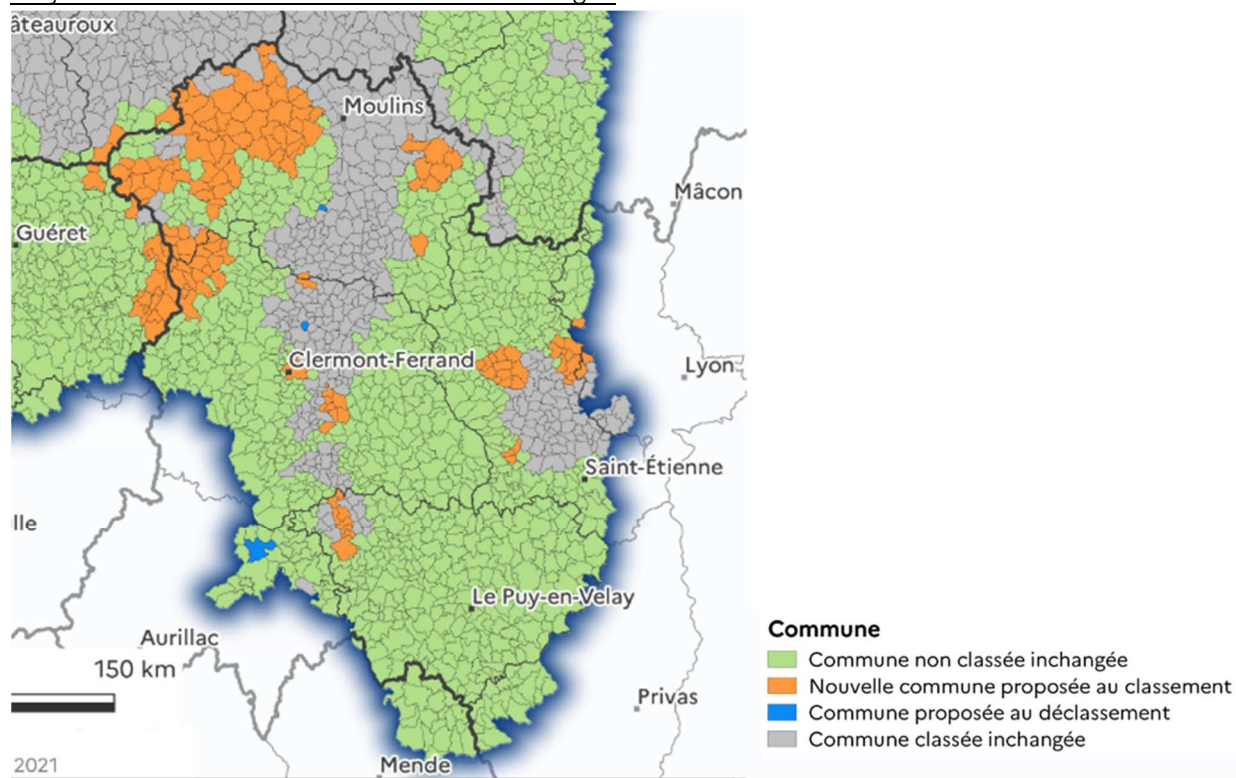 âteauroux
Moulins
Mâcon
Guéret
Clermont-Ferrand
Lyon
Saint-Étienne
lle
Le Puy-en-Velay
Aurillac
150 km
Privas
2021
Mende
Commune
Commune non classée inchangée
Nouvelle commune proposée au classement
Commune proposée au déclassement
Commune classée inchangée